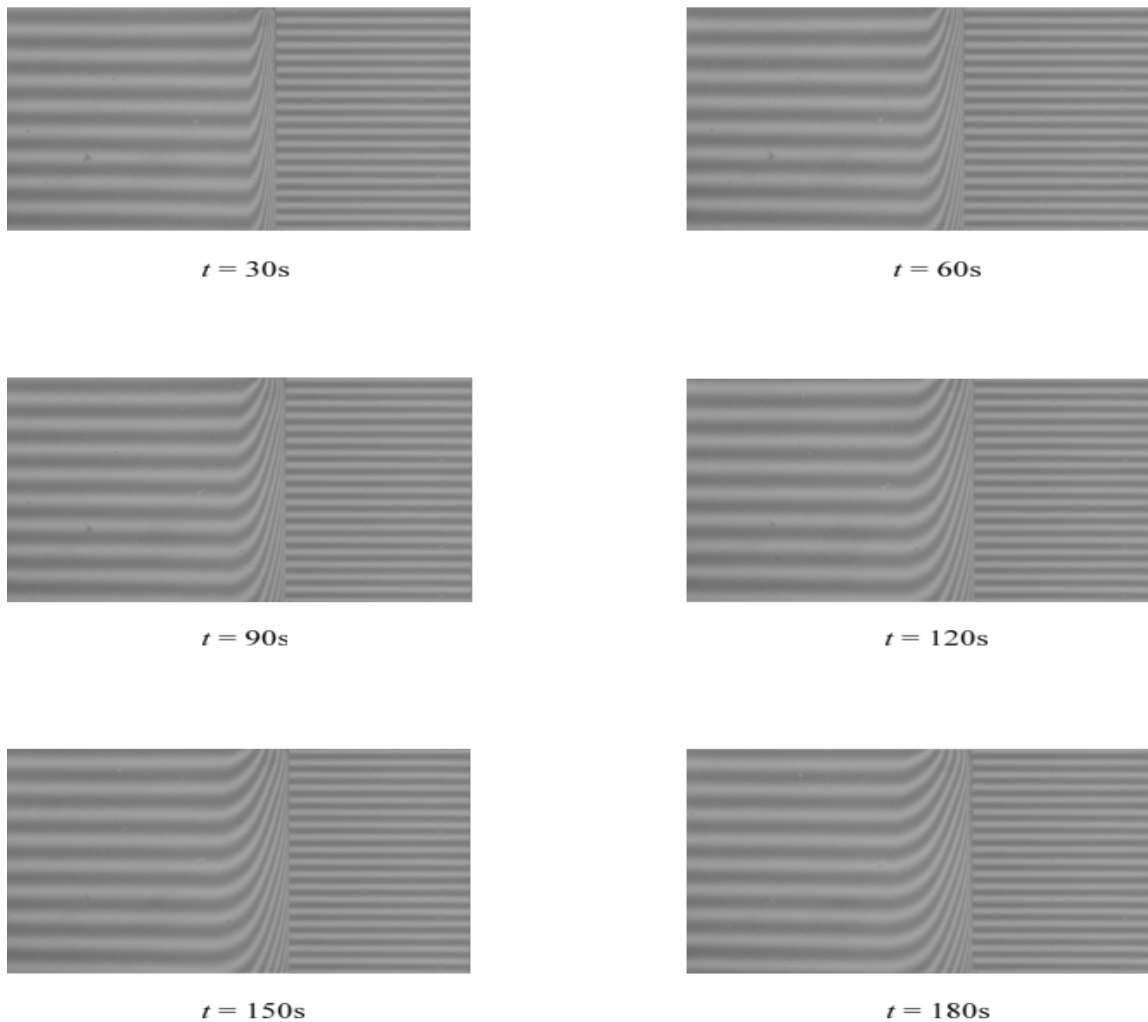 t = 30s
t = 60s
t = 90s
t = 120s
t = 150s
t = 180s